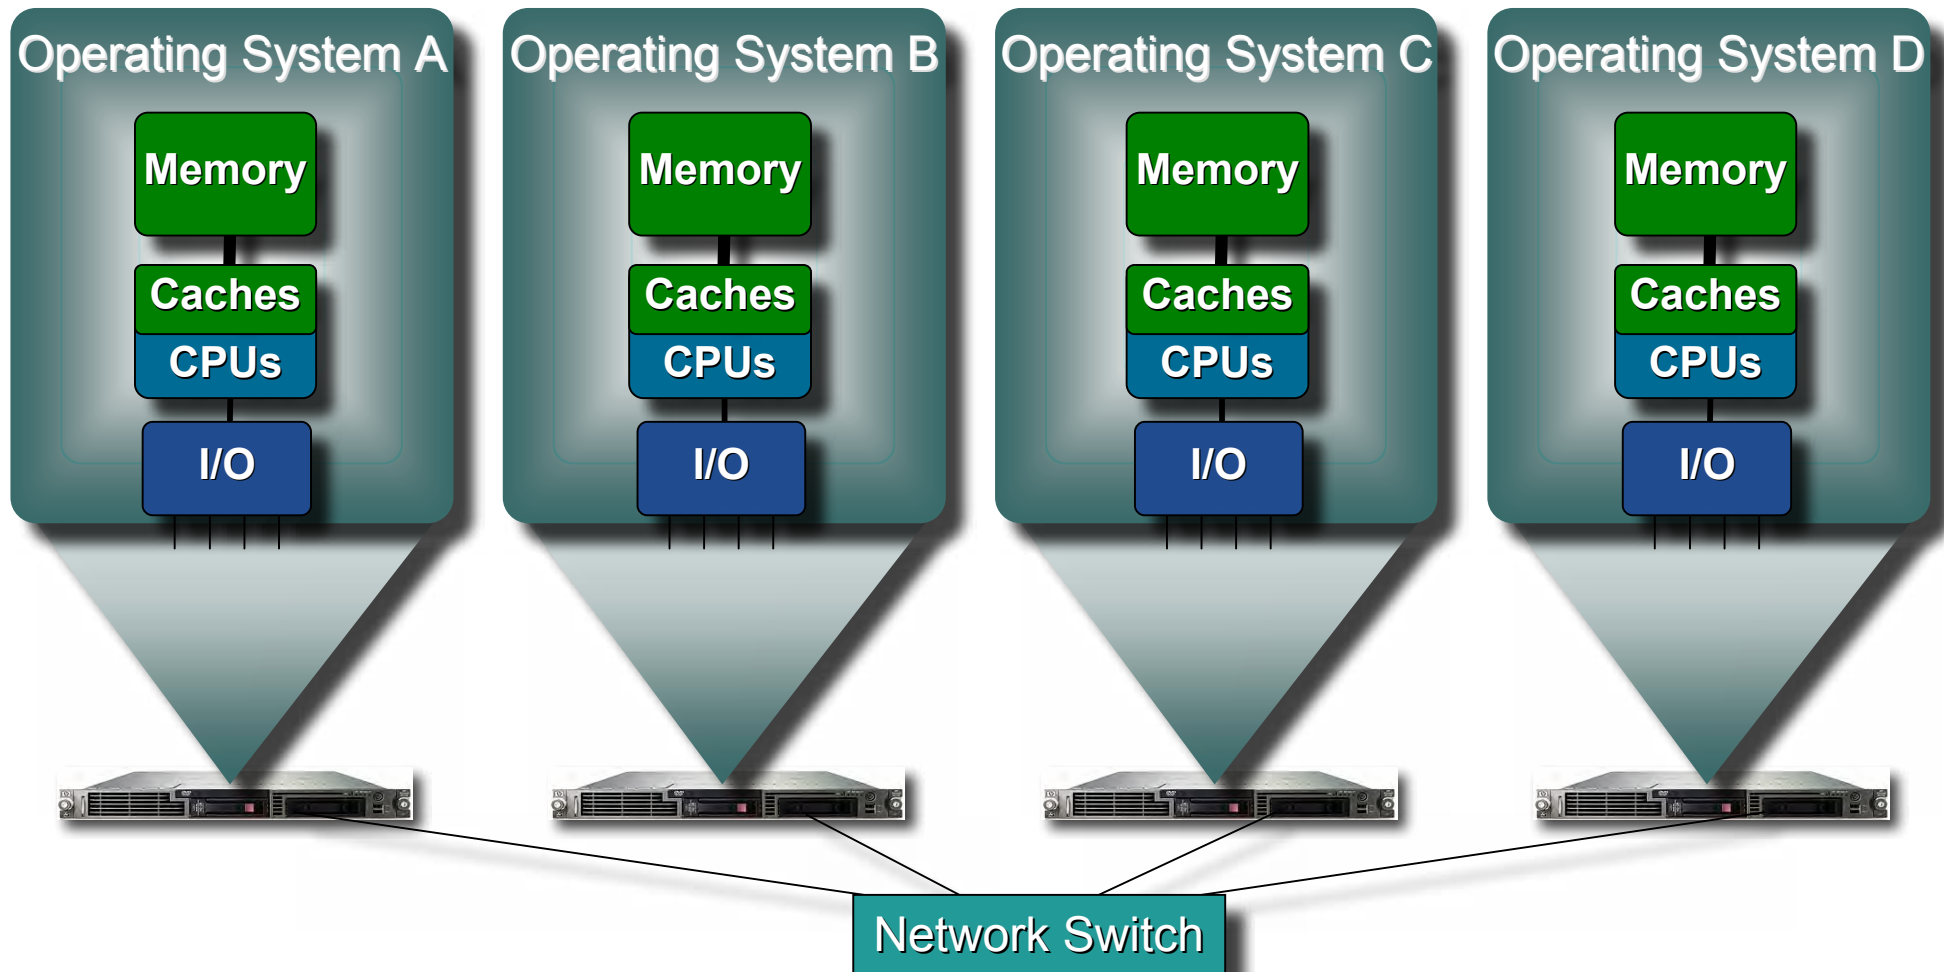 Operating System A
Memory
Caches
CPUs
I/O
Operating System B
Memory
Caches
CPUs
I/O
Operating System C
Memory
Caches
CPUs
I/O
Operating System D
Memory
Caches
CPUs
I/O
Network Switch